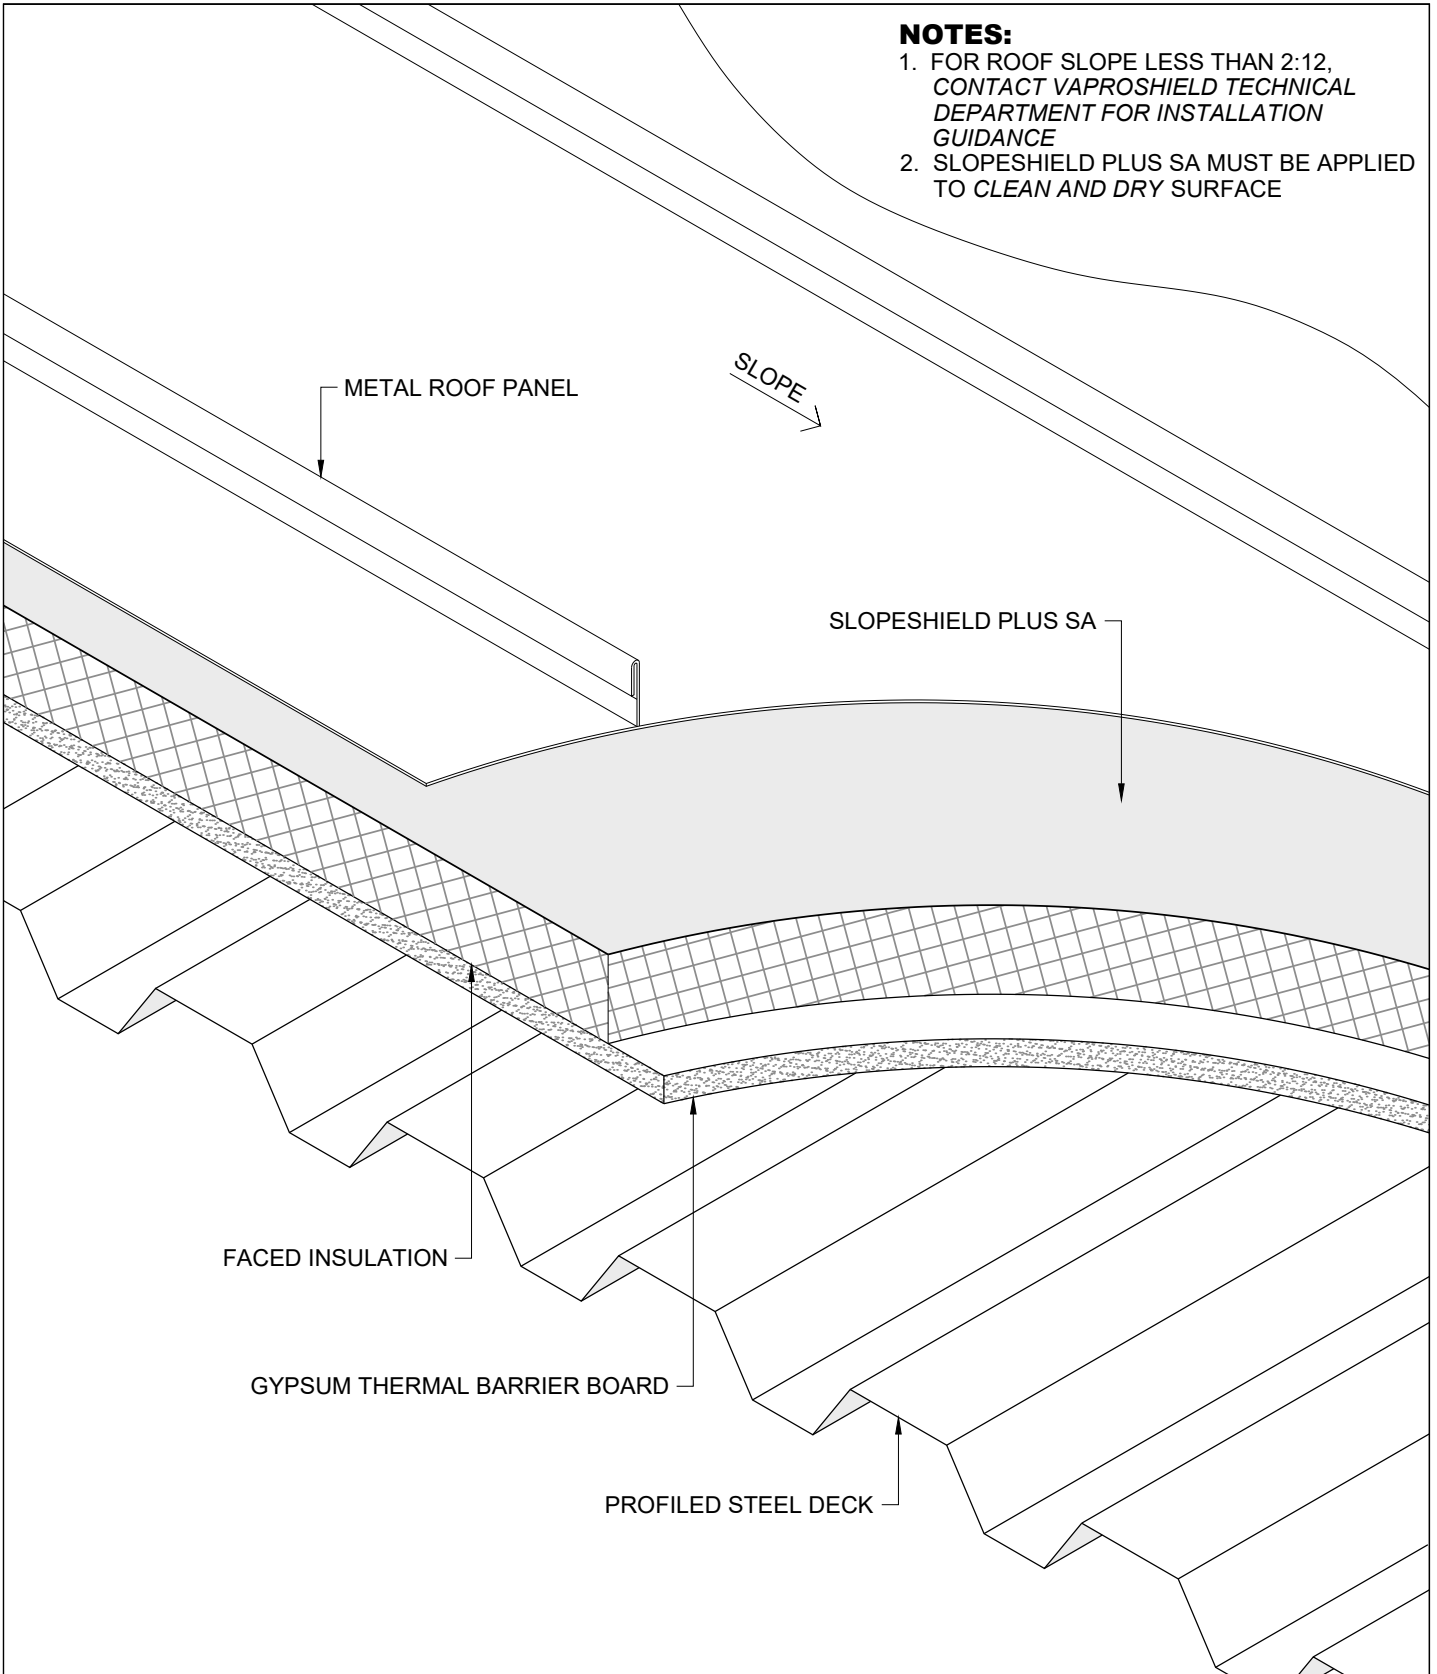 NOTES:
1. FOR ROOF SLOPE LESS THAN 2:12,
CONTACT VAPROSHIELD TECHNICAL
DEPARTMENT FOR INSTALLATION
GUIDANCE
2. SLOPESHIELD PLUS SA MUST BE APPLIED
TO CLEAN AND DRY SURFACE
SLOPE
METAL ROOF PANEL
SLOPESHIELD PLUS SA
FACED INSULATION
GYPSUM THERMAL BARRIER BOARD
PROFILED STEEL DECK